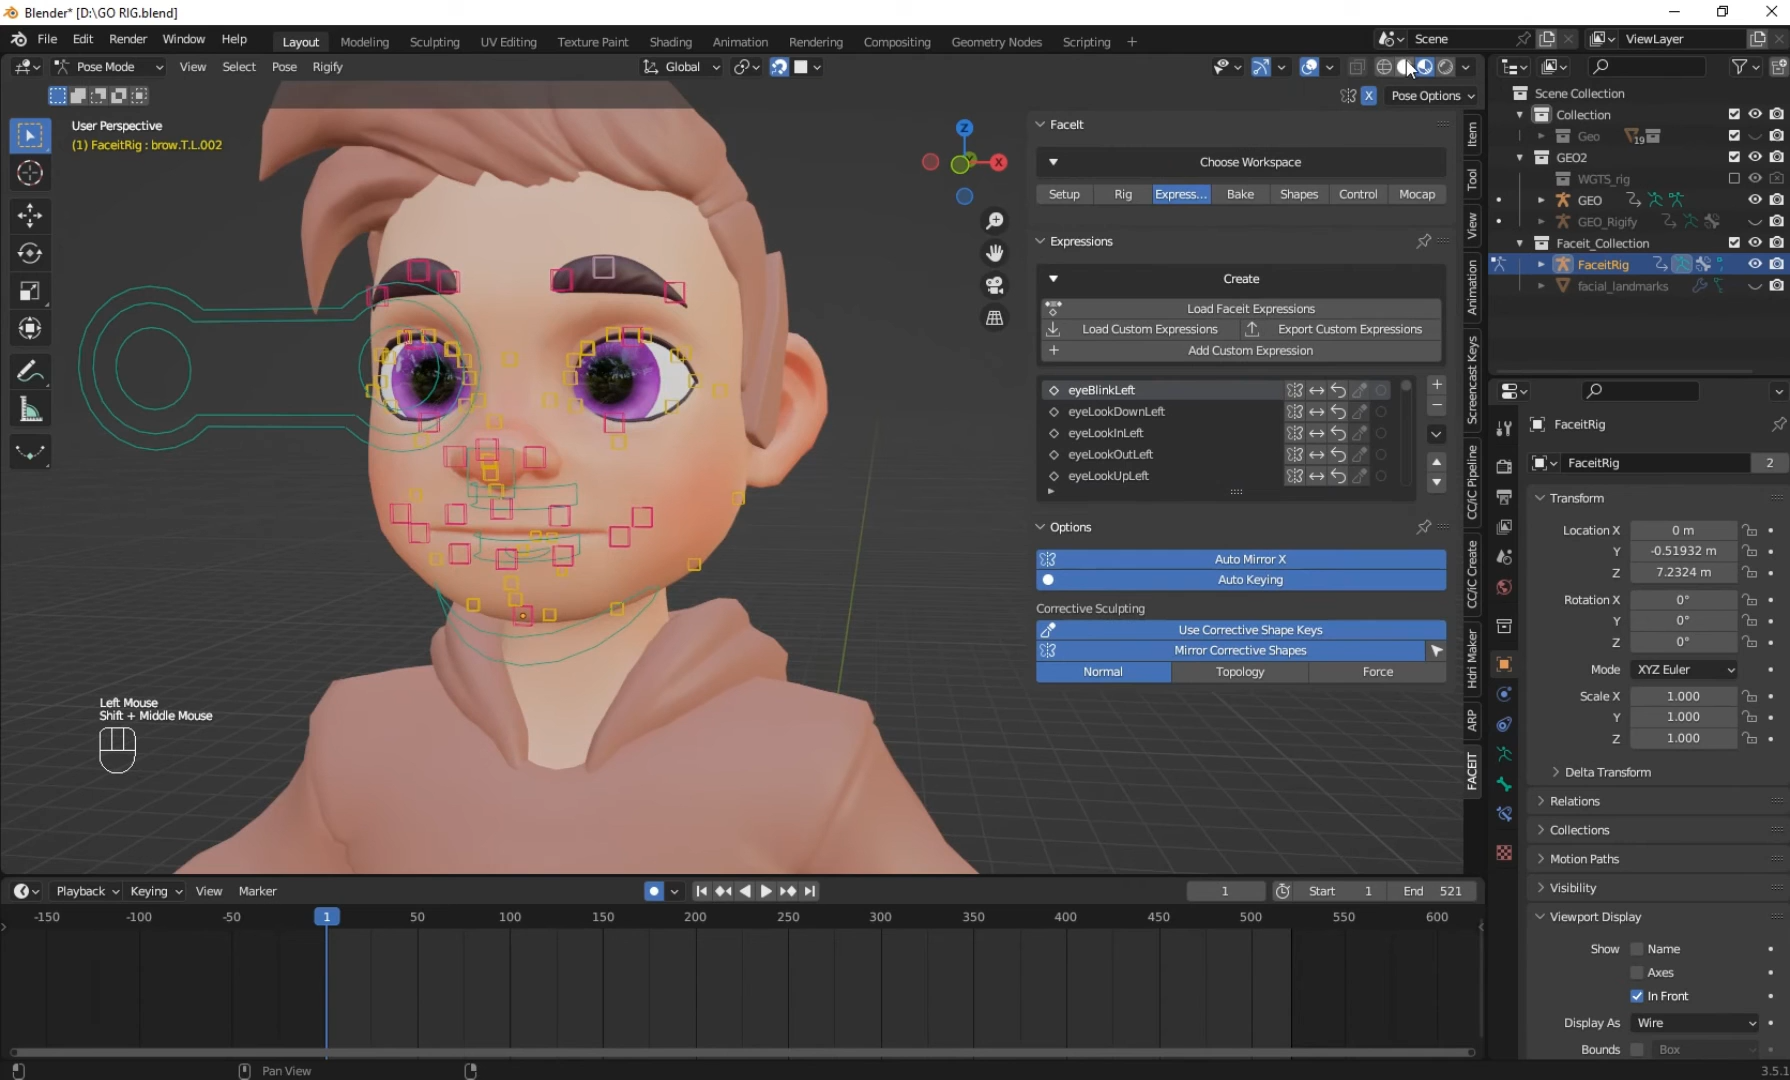 Blender* [D:\GO RIG.blend]
File Edit Render Window Help Layout Modeling Sculpting UV Editing Texture Paint Shading Animation Rendering Compositing Geometry Nodes Scripting + Scene ViewLayer
Pose Mode View Select Pose Rigify Global
X Pose Options
User Perspective
(1) FaceitRig : brow.T.L.002
Z
X
FaceIt
Choose Workspace
Setup Rig Express... Bake Shapes Control Mocap
Expressions
Create
Load Faceit Expressions
Load Custom Expressions Export Custom Expressions
Add Custom Expression
eyeBlinkLeft
eyeLookDownLeft
eyeLookInLeft
eyeLookOutLeft
eyeLookUpLeft
Options
Auto Mirror X
Auto Keying
Corrective Sculpting
Use Corrective Shape Keys
Mirror Corrective Shapes
Normal Topology Force
Item
Tool
View
Animation
Screencast Keys
CC/iC Pipeline
CC/iC Create
Hdri Maker
ARP
FACEIT
Scene Collection
Collection
Geo 19
GEO2
WGTS_rig
GEO
GEO_Rigify
Faceit_Collection
FaceitRig
facial_landmarks
FaceitRig
FaceitRig 2
Transform
Location X 0 m
Y -0.51932 m
Z 7.2324 m
Rotation X 0°
Y 0°
Z 0°
Mode XYZ Euler
Scale X 1.000
Y 1.000
Z 1.000
Delta Transform
Relations
Collections
Motion Paths
Visibility
Viewport Display
Show Name
Axes
In Front
Display As Wire
Bounds Box
Left Mouse
Shift + Middle Mouse
Playback Keying View Marker 1 Start 1 End 521
-150 -100 -50 1 50 100 150 200 250 300 350 400 450 500 550 600
Pan View
3.5.1